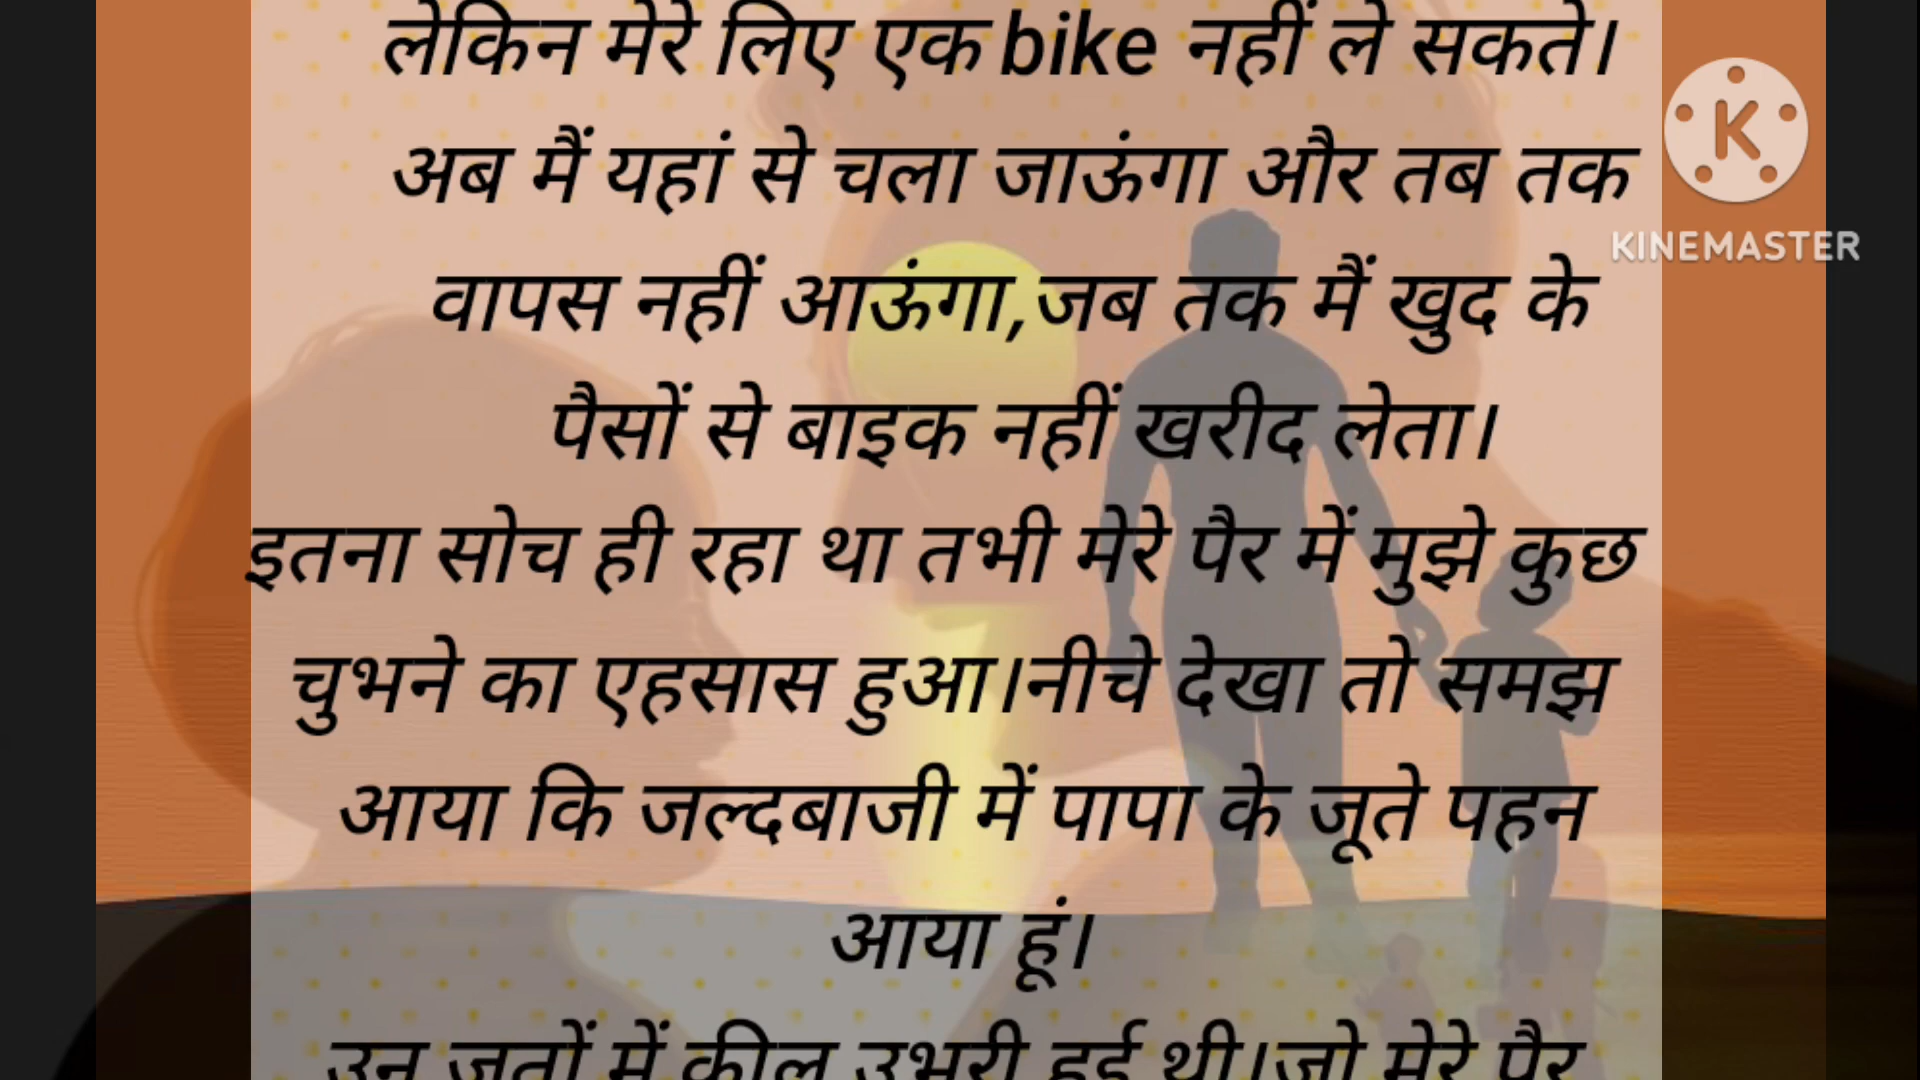 लेकिन मेरे लिए एक bike नहीं ले सकते।
अब मैं यहां से चला जाऊंगा और तब तक
वापस नहीं आऊंगा,जब तक मैं खुद के
पैसों से बाइक नहीं खरीद लेता।
इतना सोच ही रहा था तभी मेरे पैर में मुझे कुछ
चुभने का एहसास हुआ।नीचे देखा तो समझ
आया कि जल्दबाजी में पापा के जूते पहन
आया हूं।
उन जूतों में कील उभरी हुई थी।जो मेरे पैर
K
KINEMASTER